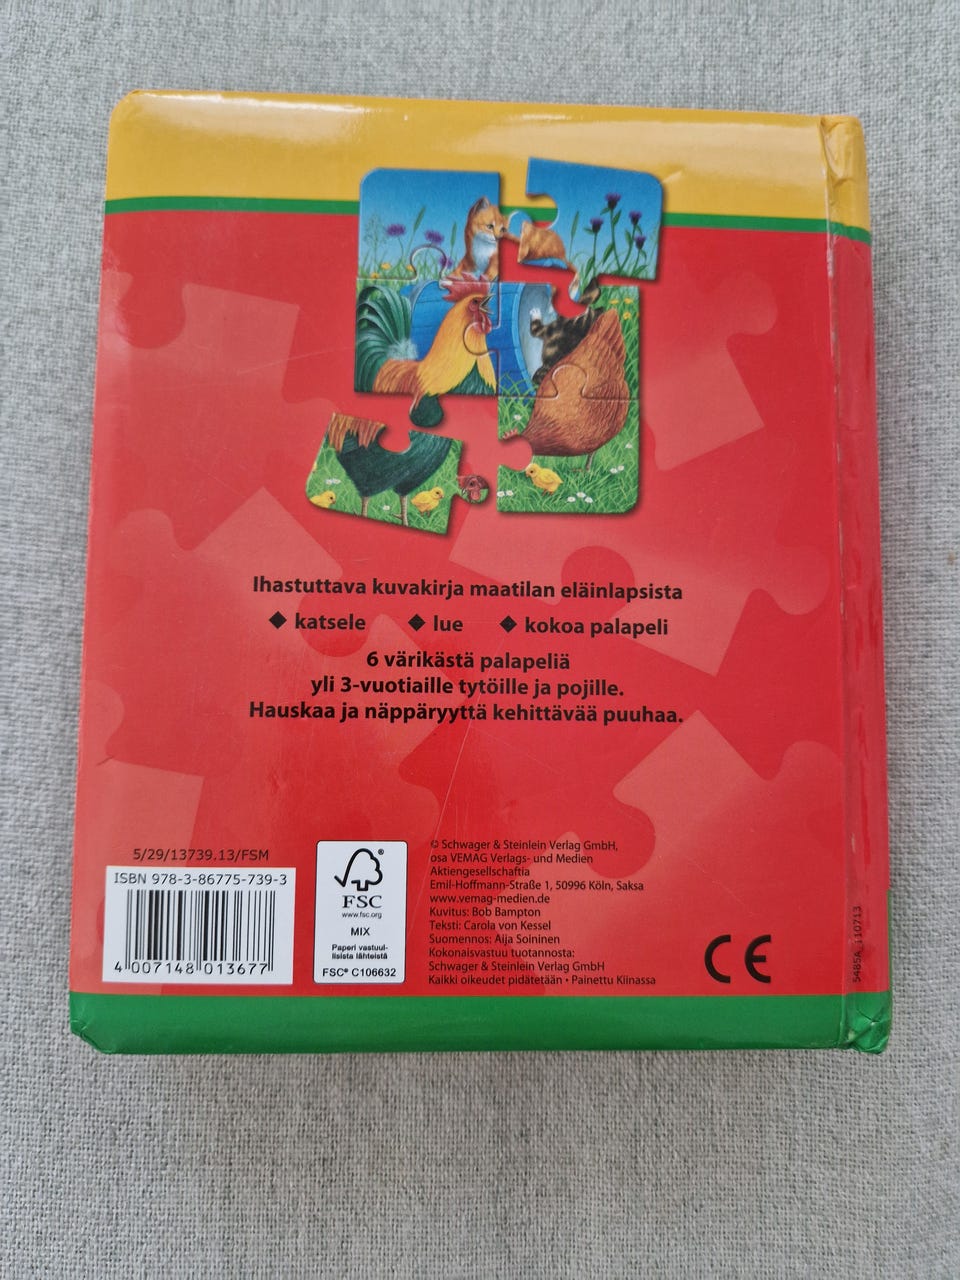 Ihastuttava kuvakirja maatilan eläinlapsista
◆ katsele ◆ lue ◆ kokoa palapeli
6 värikästä palapeliä
yli 3-vuotiaille tytöille ja pojille.
Hauskaa ja näppäryyttä kehittävää puuhaa.
5/29/13739.13/FSM
ISBN 978-3-86775-739-3
4 007148 013677
®
FSC
www.fsc.org
MIX
Paperi vastuul-
lisista lähteistä
FSC® C106632
© Schwager & Steinlein Verlag GmbH,
osa VEMAG Verlags- und Medien
Aktiengesellschaftia
Emil-Hoffmann-Straße 1, 50996 Köln, Saksa
www.vemag-medien.de
Kuvitus: Bob Bampton
Teksti: Carola von Kessel
Suomennos: Aija Soininen
Kokonaisvastuu tuotannosta:
Schwager & Steinlein Verlag GmbH
Kaikki oikeudet pidätetään • Painettu Kiinassa
CE
5485A_110713